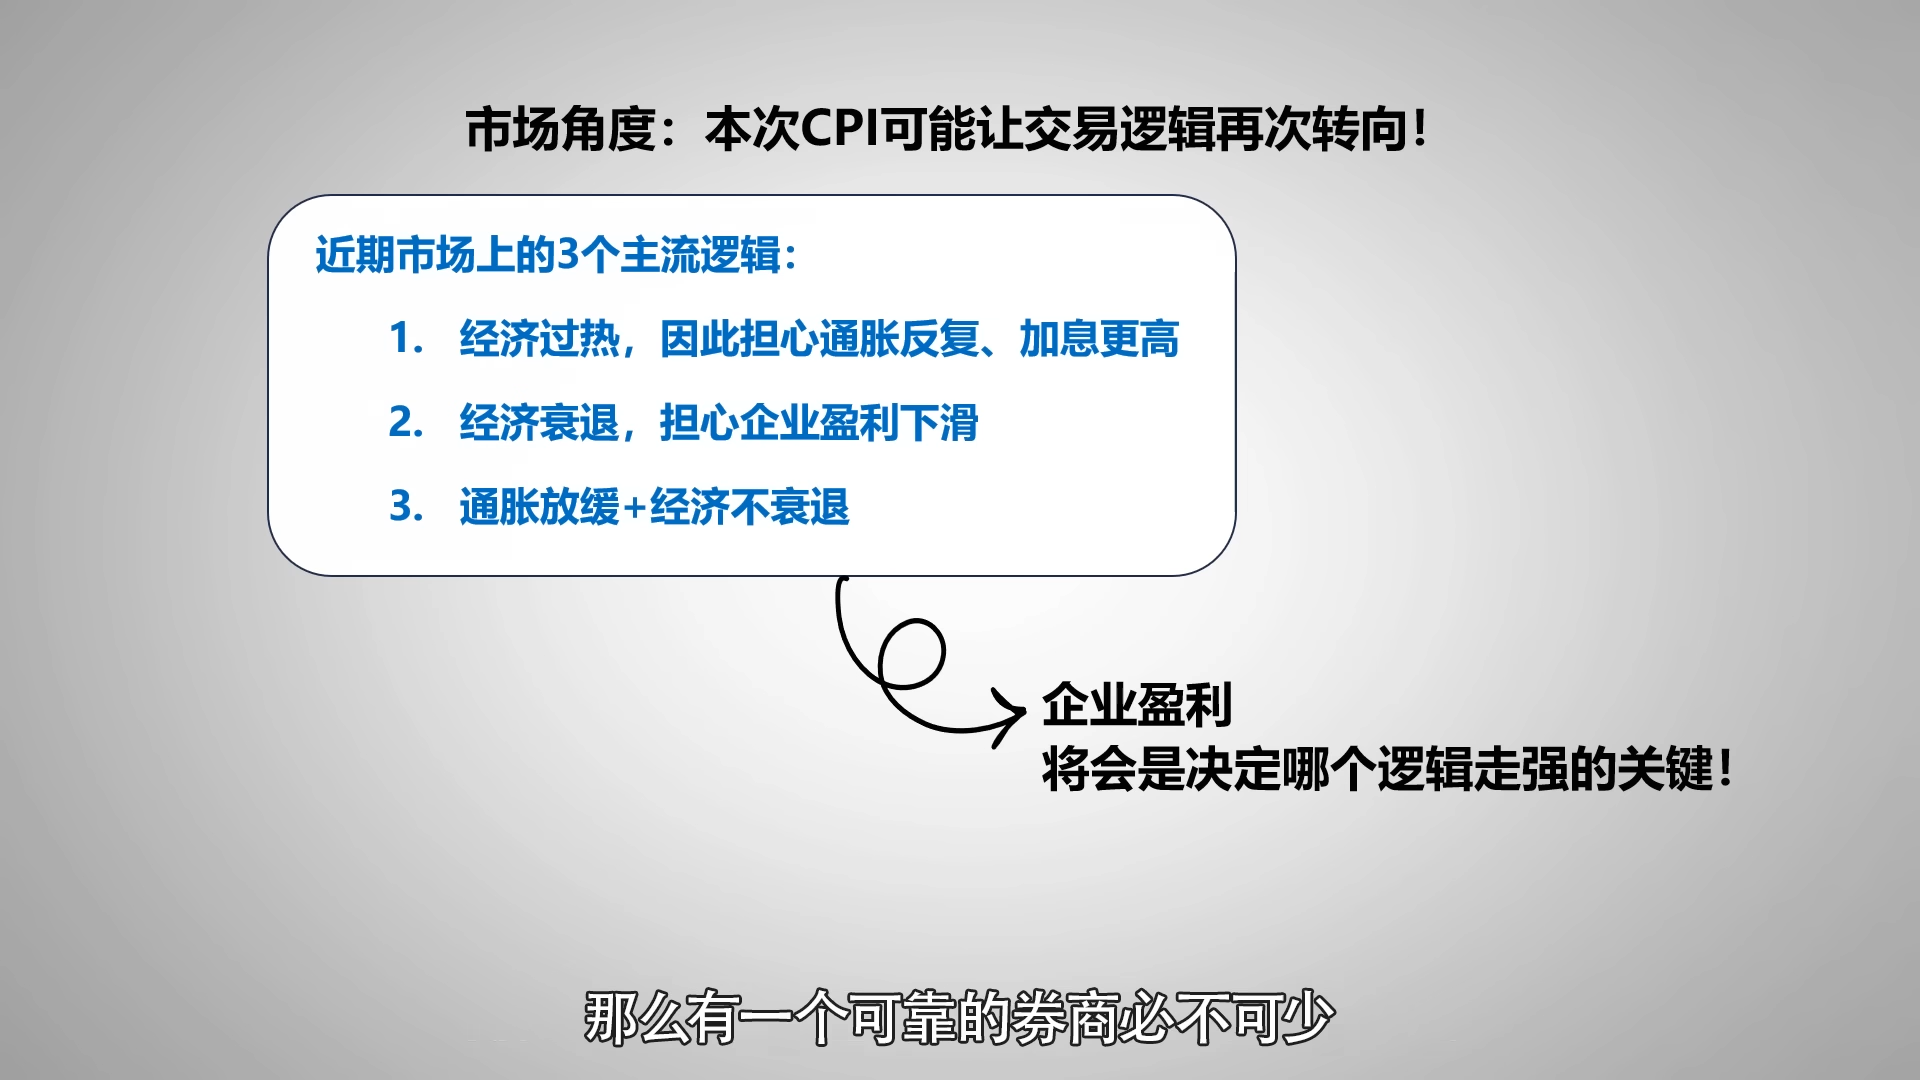 市场角度：本次CPI可能让交易逻辑再次转向！
近期市场上的3个主流逻辑：
1. 经济过热，因此担心通胀反复、加息更高
2. 经济衰退，担心企业盈利下滑
3. 通胀放缓+经济不衰退
企业盈利
将会是决定哪个逻辑走强的关键！
那么有一个可靠的券商必不可少